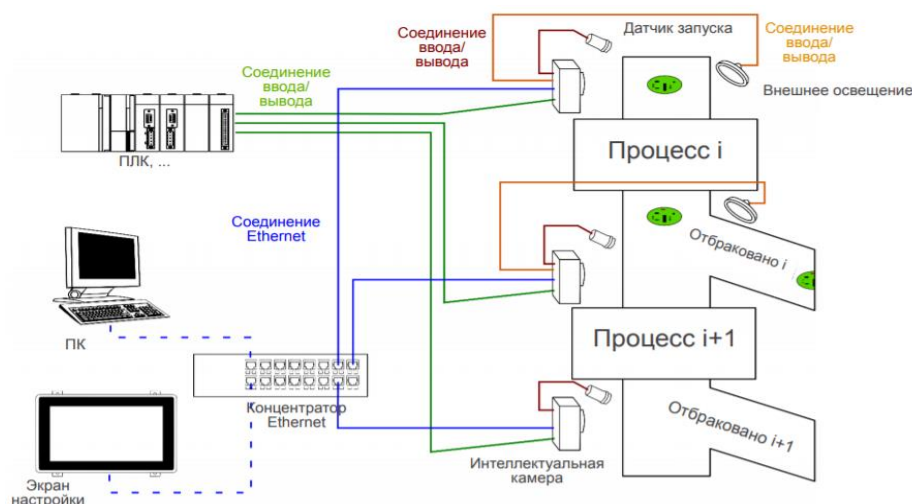 Соединение
ввода/
вывода
Датчик запуска
Соединение
ввода/
вывода
Соединение
ввода/
вывода
Внешнее освещение
ПЛК, ...
Процесс i
Соединение
Ethernet
Отбраковано i
ПК
Процесс i+1
Концентратор
Ethernet
Отбраковано i+1
Интеллектуальная
камера
Экран
настройки